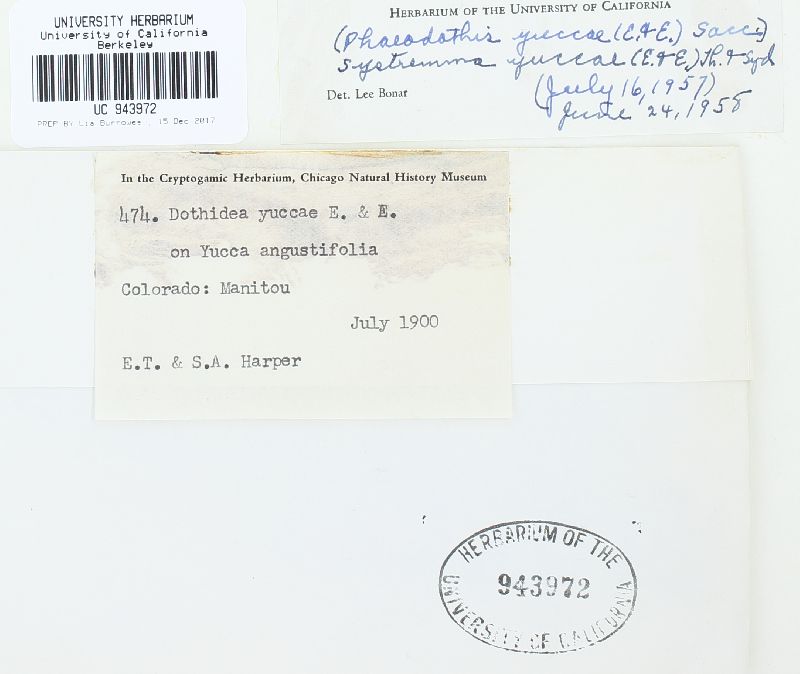 UNIVERSITY HERBARIUM
University of California
Berkeley
UC 943972
PREP BY Lia Burrowes, 15 Dec 2017
HERBARIUM OF THE UNIVERSITY OF CALIFORNIA
(Phaeodothis yuccae (E.&E.) Sacc.)
Systremma yuccae (E.&E.) Th. & Syd
Det. Lee Bonar
(July 16, 1957)
June 24, 1958
In the Cryptogamic Herbarium, Chicago Natural History Museum
474. Dothidea yuccae E. & E.
on Yucca angustifolia
Colorado: Manitou
July 1900
E.T. & S.A. Harper
HERBARIUM OF THE
943972
UNIVERSITY OF CALIFORNIA